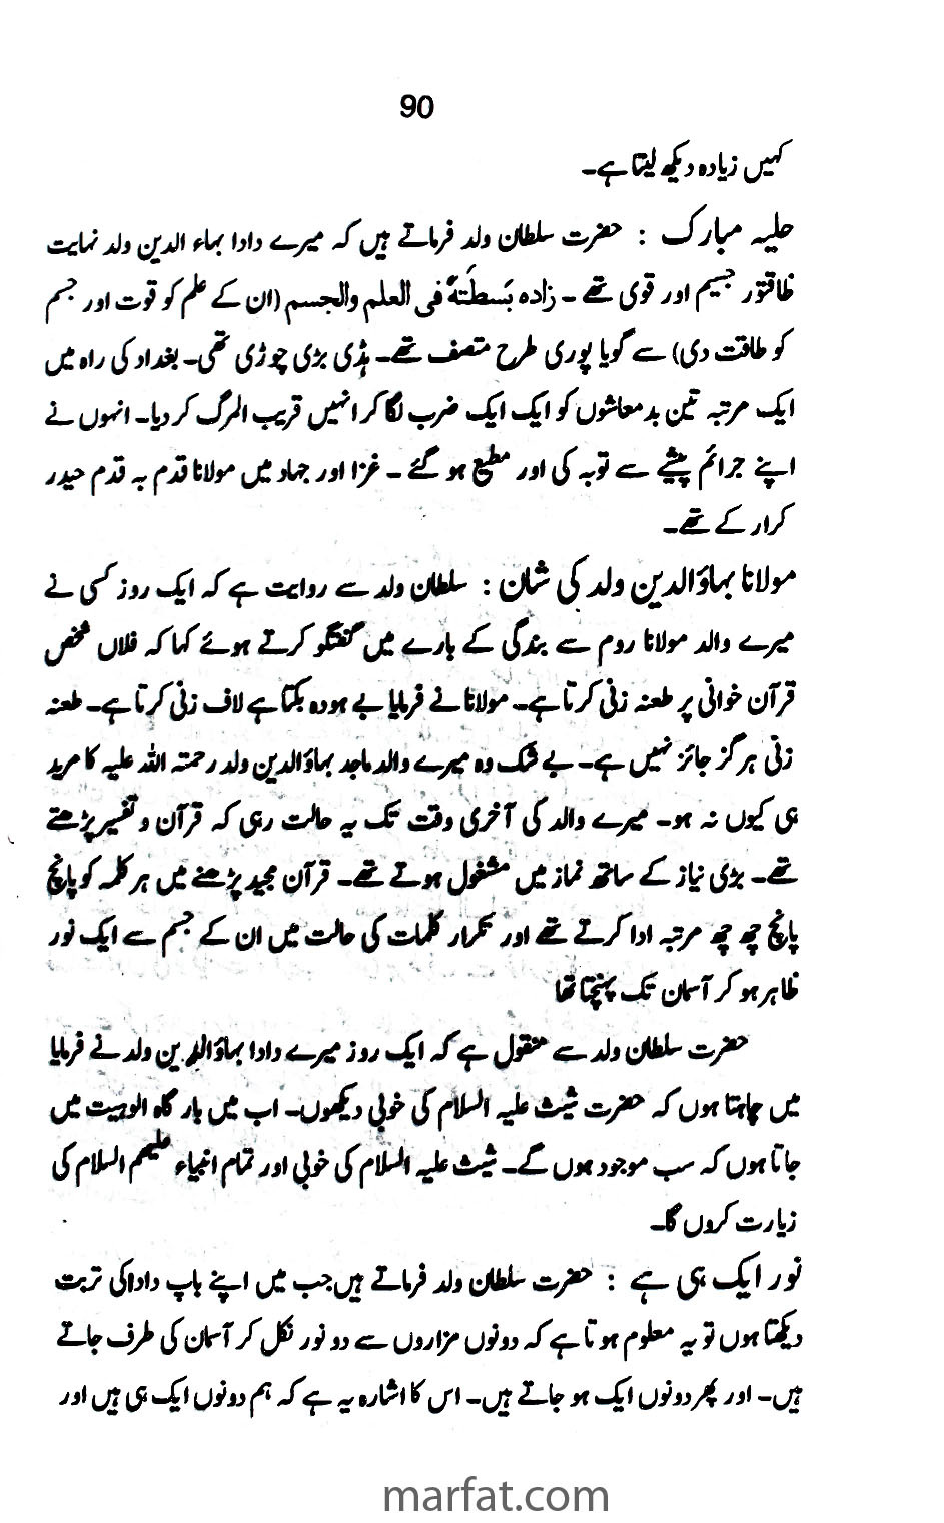 90
کہیں زیادہ دیکھ لیتا ہے۔
حلیہ مبارک : حضرت سلطان ولد فرماتے ہیں کہ میرے دادا بہاء الدین ولد نہایت
طاقتور جسیم اور قوی تھے ۔ زادہ بَسطَتہً فی العلم والجسم (ان کے علم کو قوت اور جسم
کو طاقت دی) سے گویا پوری طرح متصف تھے۔ ہڈی بڑی چوڑی تھی۔ بغداد کی راہ میں
ایک مرتبہ تین بدمعاشوں کو ایک ایک ضرب لگا کر انہیں قریب المرگ کر دیا۔ انہوں نے
اپنے جرائم پیشے سے توبہ کی اور مطیع ہو گئے ۔ غزا اور جہاد میں مولانا قدم بہ قدم حیدر
کرار کے تھے۔
مولانا بہاؤالدین ولد کی شان : سلطان ولد سے روایت ہے کہ ایک روز کسی نے
میرے والد مولانا روم سے بندگی کے بارے میں گفتگو کرتے ہوئے کہا کہ فلاں شخص
قرآن خوانی پر طعنہ زنی کرتا ہے۔ مولانا نے فرمایا بے ہودہ بکتا ہے لاف زنی کرتا ہے۔ طعنہ
زنی ہرگز جائز نہیں ہے۔ بے شک وہ میرے والد ماجد بہاؤالدین ولد رحمتہ اللہ علیہ کا مرید
ہی کیوں نہ ہو۔ میرے والد کی آخری وقت تک یہ حالت رہی کہ قرآن و تفسیر پڑھتے
تھے۔ بڑی نیاز کے ساتھ نماز میں مشغول ہوتے تھے۔ قرآن مجید پڑھنے میں ہر کلمہ کو پانچ
پانچ چھ چھ مرتبہ ادا کرتے تھے اور تکرار کلمات کی حالت میں ان کے جسم سے ایک نور
ظاہر ہو کر آسمان تک پہنچتا تھا
حضرت سلطان ولد سے منقول ہے کہ ایک روز میرے دادا بہاؤالدین ولد نے فرمایا
میں چاہتا ہوں کہ حضرت شیث علیہ السلام کی خوبی دیکھوں۔ اب میں بارگاہ الوہیت میں
جاتا ہوں کہ سب موجود ہوں گے۔ شیث علیہ السلام کی خوبی اور تمام انبیاء علیھم السلام کی
زیارت کروں گا۔
نور ایک ہی ہے : حضرت سلطان ولد فرماتے ہیں جب میں اپنے باپ دادا کی تربت
دیکھتا ہوں تو یہ معلوم ہوتا ہے کہ دونوں مزاروں سے دو نور نکل کر آسمان کی طرف جاتے
ہیں۔ اور پھر دونوں ایک ہو جاتے ہیں۔ اس کا اشارہ یہ ہے کہ ہم دونوں ایک ہی ہیں اور
marfat.com